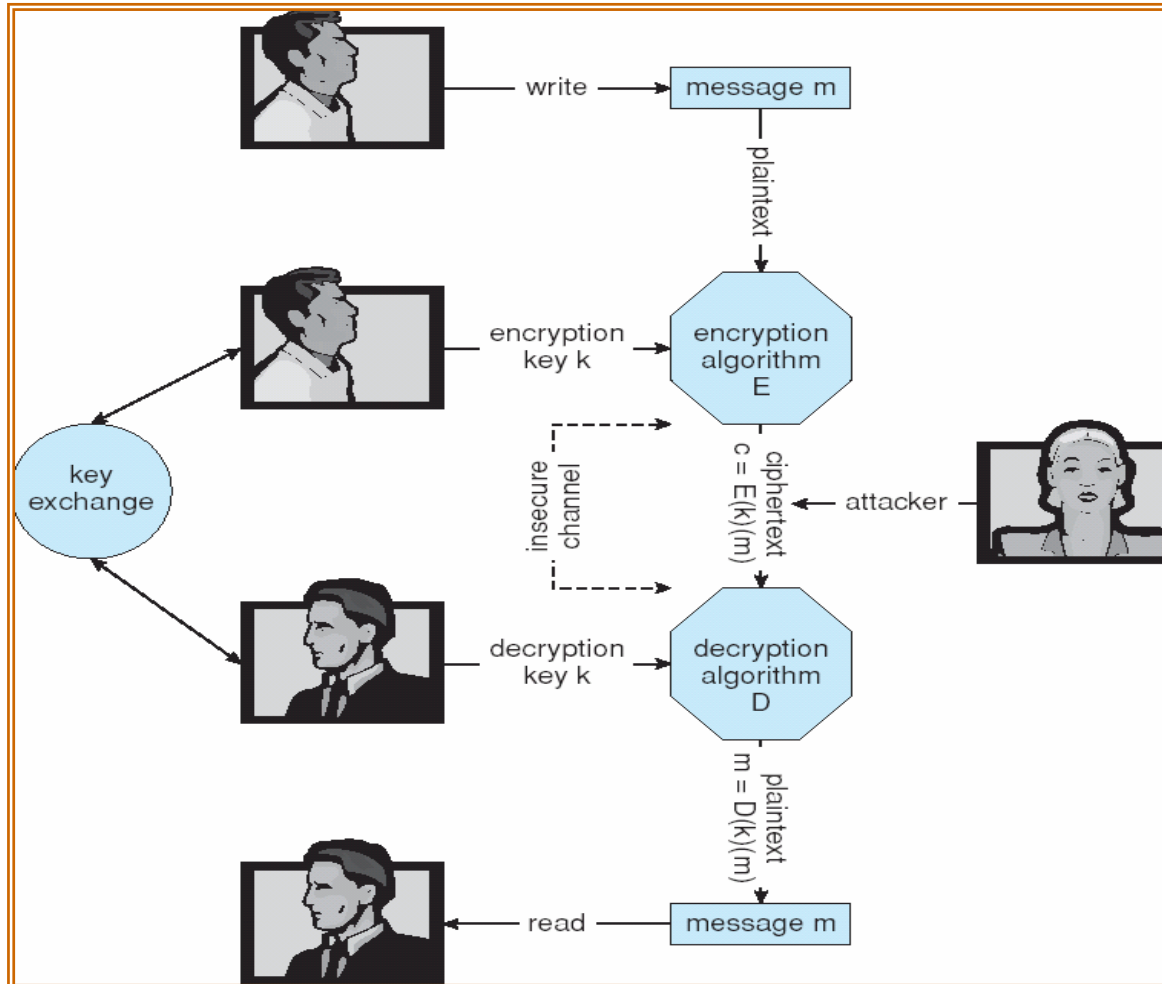 write
message m
plaintext
encryption
key k
encryption
algorithm
E
key
exchange
insecure
channel
ciphertext
c = E(k)(m)
attacker
decryption
key k
decryption
algorithm
D
plaintext
m = D(k)(m)
read
message m